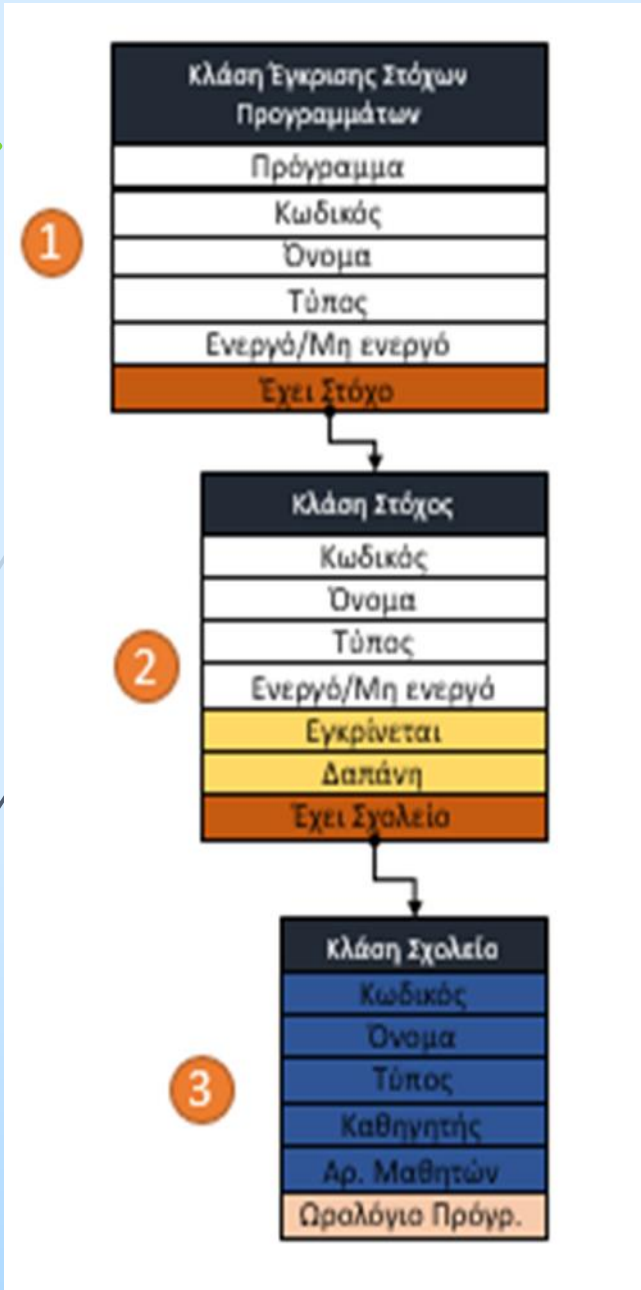 Κλάση Έγκρισης Στόχων
Προγραμμάτων
Πρόγραμμα
1
Κωδικός
Όνομα
Τύπος
Ενεργό/Μη ενεργό
Έχει Στόχο
Κλάση Στόχος
Κωδικός
Όνομα
Τύπος
2
Ενεργό/Μη ενεργό
Εγκρίνεται
Δαπάνη
Έχει Σχολείο
Κλάση Σχολείο
Κωδικός
Όνομα
3
Τύπος
Καθηγητής
Αρ. Μαθητών
Ωρολόγιο Πρόγρ.